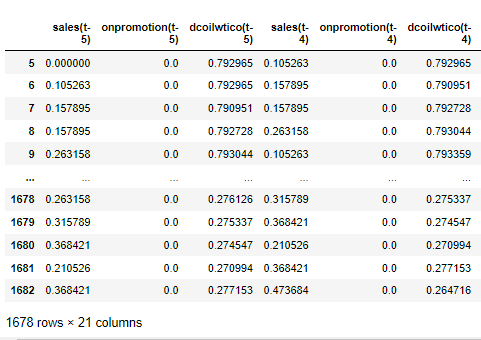 sales(t- onpromotion(t- dcoilwtico(t- sales(t- onpromotion(t- dcoilwtico(t-
5) 5) 5) 4) 4) 4)
5 0.000000 0.0 0.792965 0.105263 0.0 0.792965
6 0.105263 0.0 0.792965 0.157895 0.0 0.790951
7 0.157895 0.0 0.790951 0.157895 0.0 0.792728
8 0.157895 0.0 0.792728 0.263158 0.0 0.793044
9 0.263158 0.0 0.793044 0.105263 0.0 0.793359
... ... ... ... ... ... ...
1678 0.263158 0.0 0.276126 0.315789 0.0 0.275337
1679 0.315789 0.0 0.275337 0.368421 0.0 0.274547
1680 0.368421 0.0 0.274547 0.210526 0.0 0.270994
1681 0.210526 0.0 0.270994 0.368421 0.0 0.277153
1682 0.368421 0.0 0.277153 0.473684 0.0 0.264716
1678 rows × 21 columns